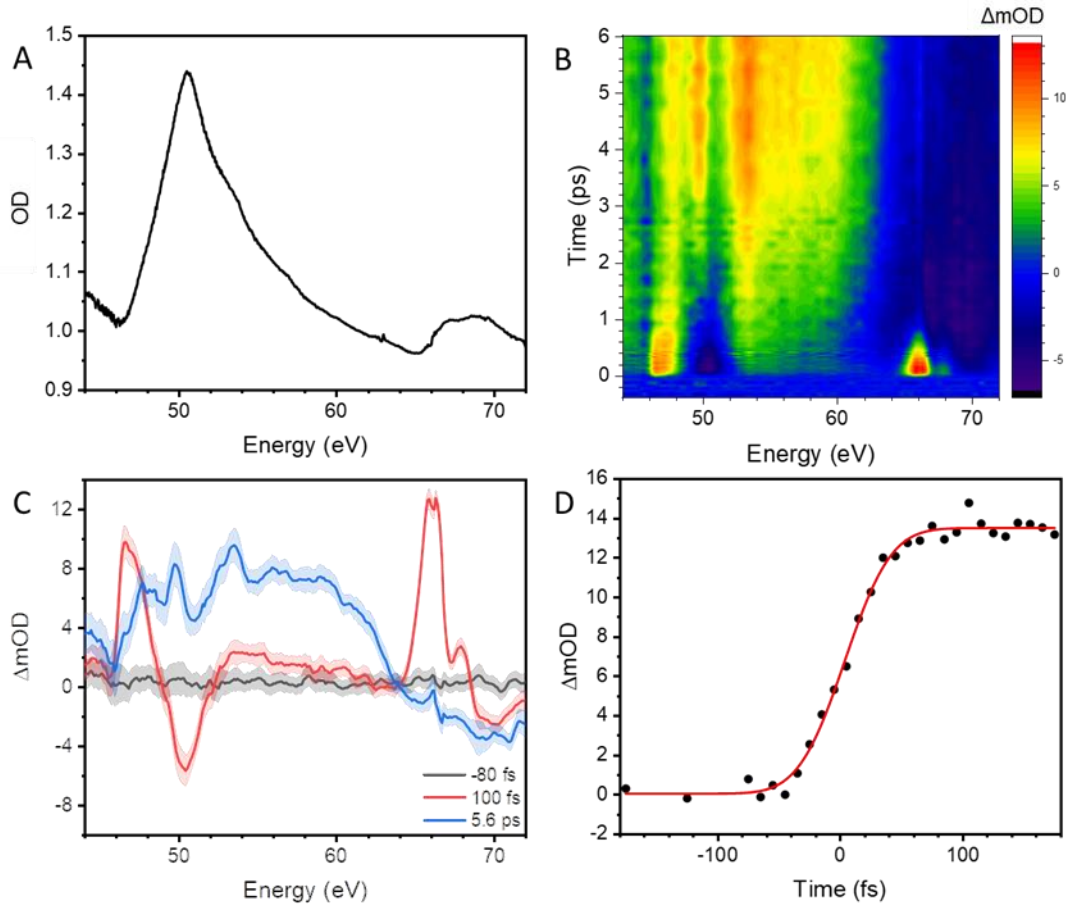 A
OD
1.5
1.4
1.3
1.2
1.1
1.0
0.9
50
60
70
Energy (eV)
B
ΔmOD
Time (ps)
6
5
4
3
2
1
0
50
60
70
Energy (eV)
10
5
0
-5
C
ΔmOD
12
8
4
0
-4
-8
50
60
70
Energy (eV)
-80 fs
100 fs
5.6 ps
D
ΔmOD
16
14
12
10
8
6
4
2
0
-2
-100
0
100
Time (fs)